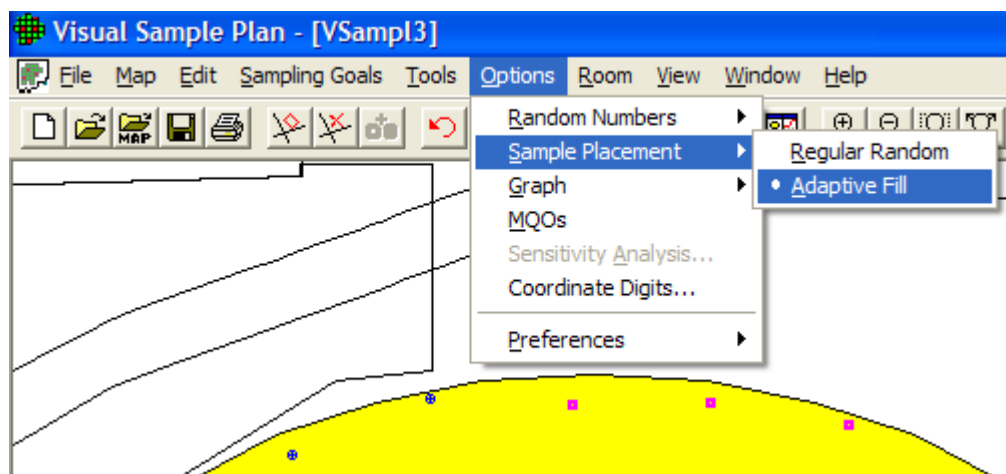 Visual Sample Plan - [VSampl3]
File Map Edit Sampling Goals Tools Options Room View Window Help
MAP
Random Numbers
Sample Placement
Regular Random
Graph
• Adaptive Fill
MQOs
Sensitivity Analysis...
Coordinate Digits...
Preferences